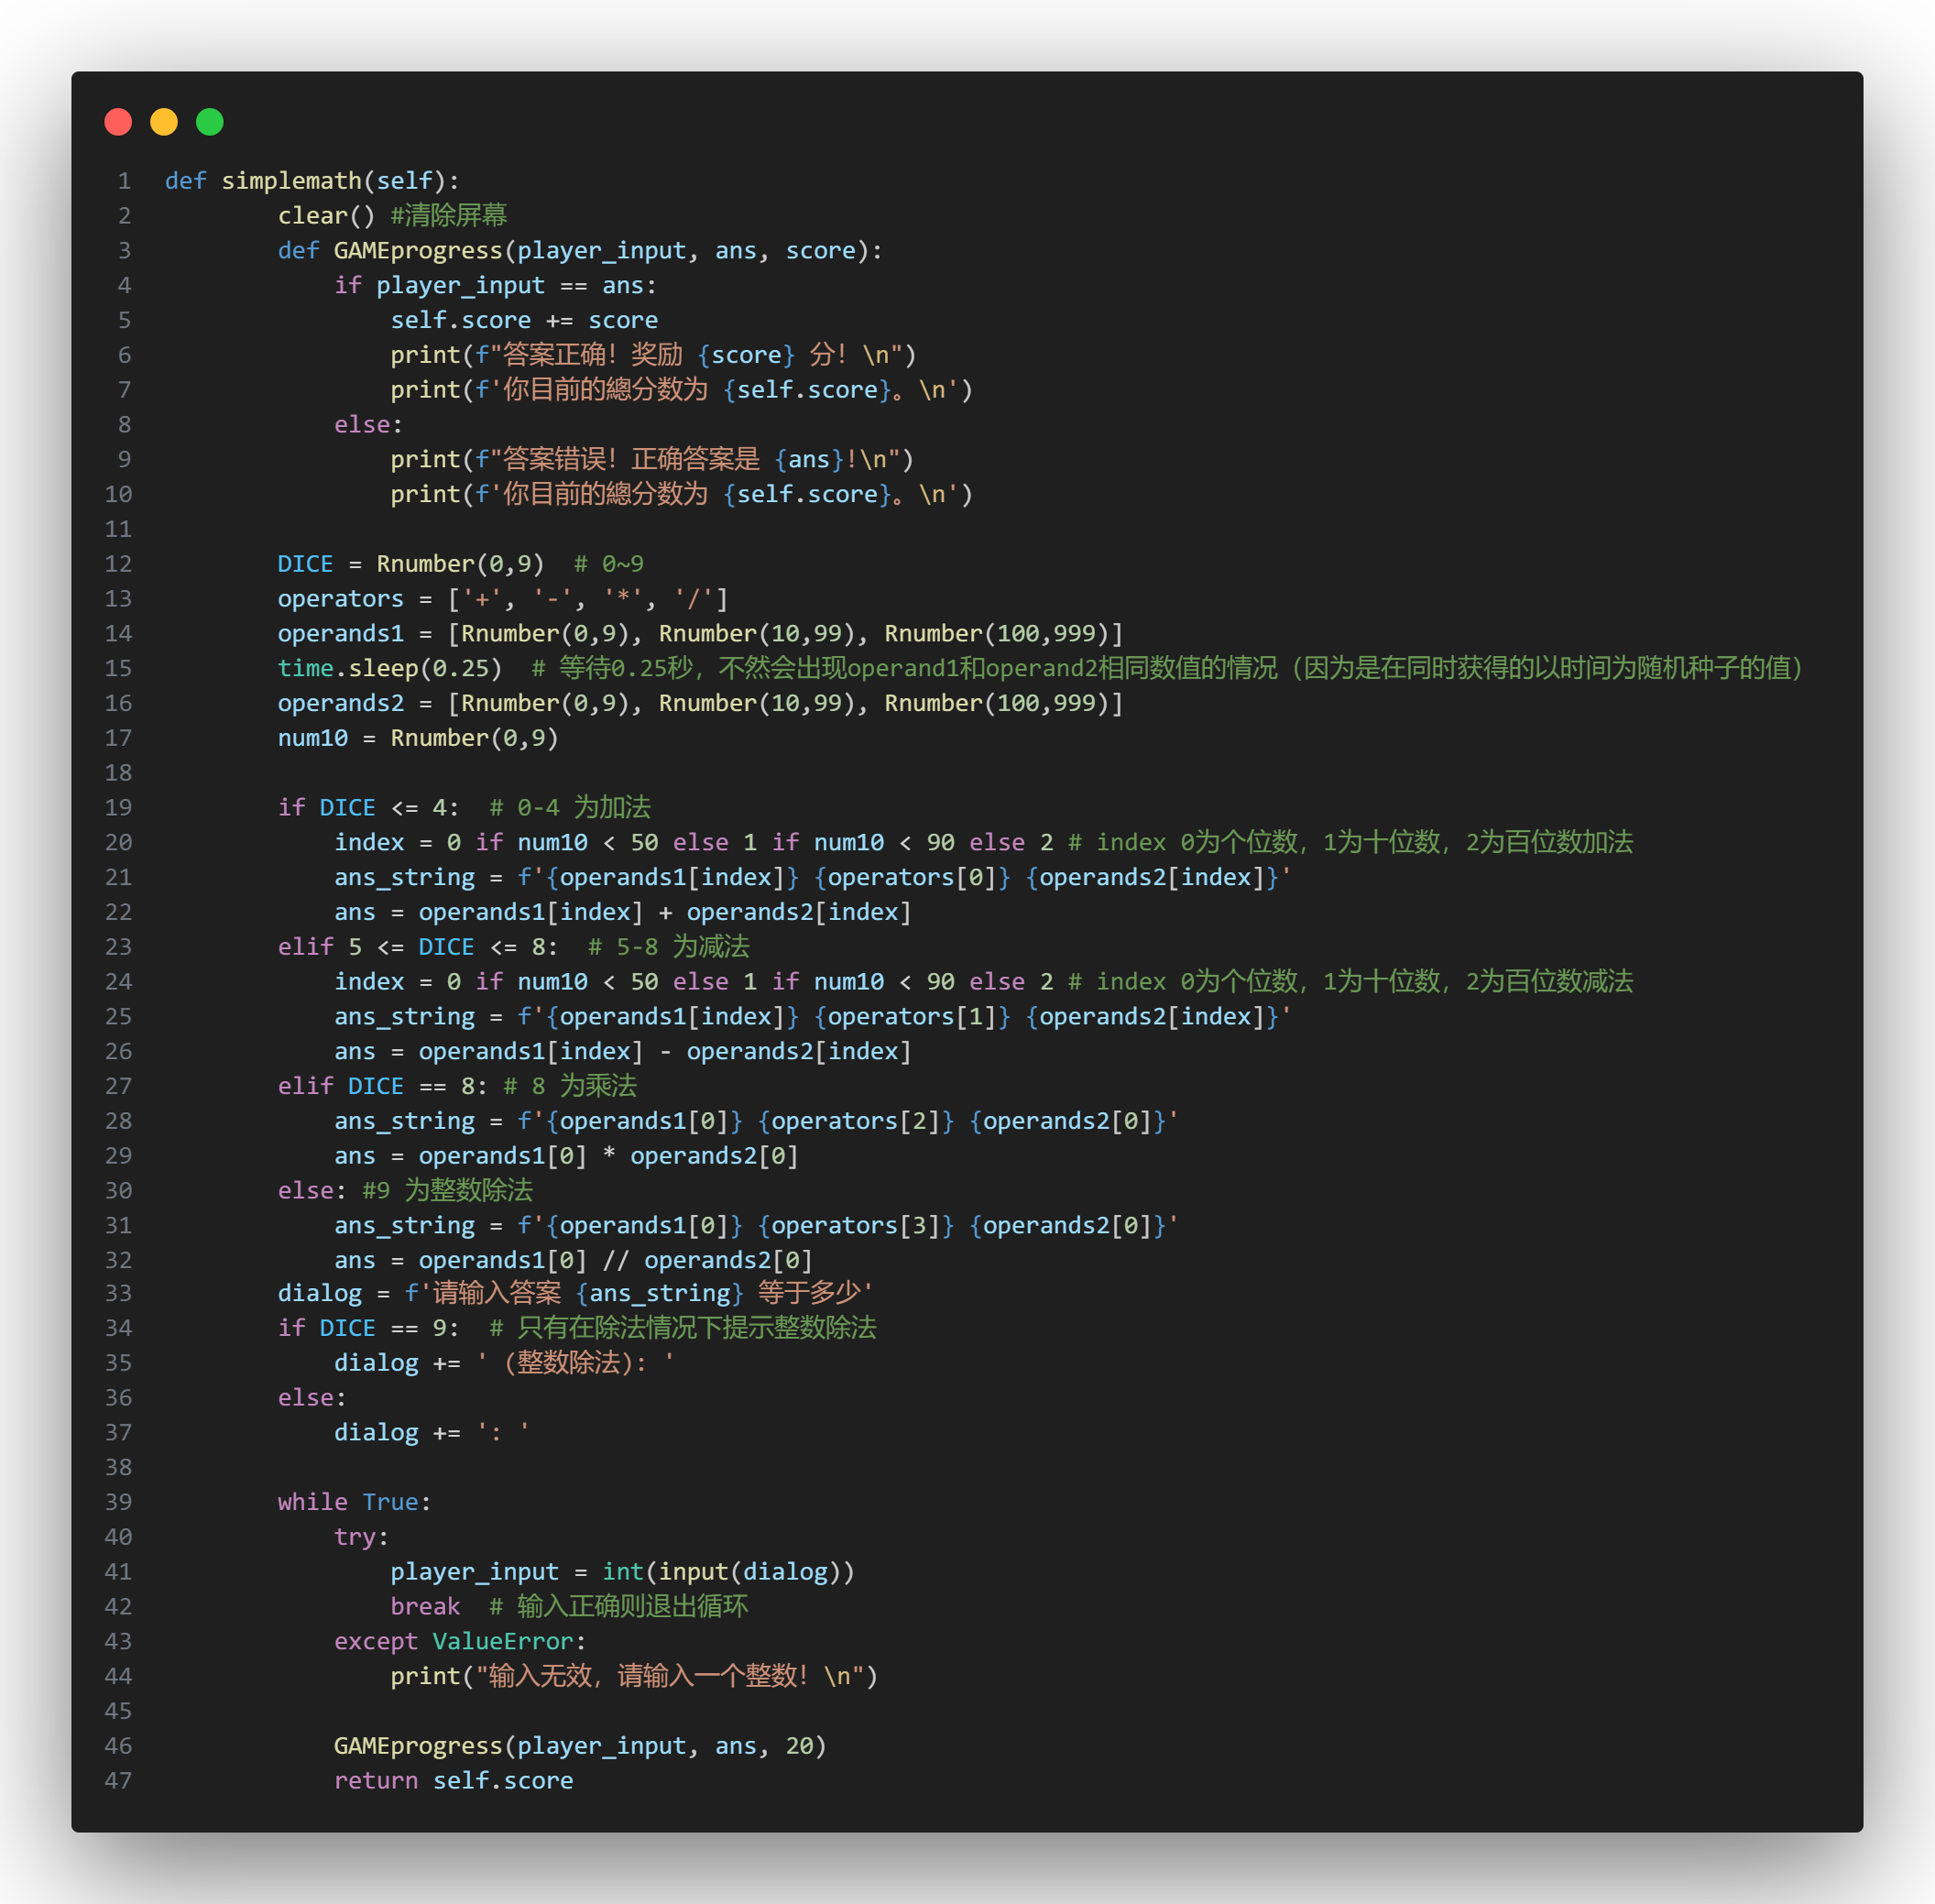 1 def simplemath(self):
2 clear() #清除屏幕
3 def GAMEprogress(player_input, ans, score):
4 if player_input == ans:
5 self.score += score
6 print(f"答案正确！奖励 {score} 分！\n")
7 print(f'你目前的總分数为 {self.score}。\n')
8 else:
9 print(f"答案错误！正确答案是 {ans}!\n")
10 print(f'你目前的總分数为 {self.score}。\n')
11
12 DICE = Rnumber(0,9)  # 0~9
13 operators = ['+', '-', '*', '/']
14 operands1 = [Rnumber(0,9), Rnumber(10,99), Rnumber(100,999)]
15 time.sleep(0.25)  # 等待0.25秒，不然会出现operand1和operand2相同数值的情况（因为是在同时获得的以时间为随机种子的值）
16 operands2 = [Rnumber(0,9), Rnumber(10,99), Rnumber(100,999)]
17 num10 = Rnumber(0,9)
18
19 if DICE <= 4:  # 0-4 为加法
20 index = 0 if num10 < 50 else 1 if num10 < 90 else 2 # index 0为个位数，1为十位数，2为百位数加法
21 ans_string = f'{operands1[index]} {operators[0]} {operands2[index]}'
22 ans = operands1[index] + operands2[index]
23 elif 5 <= DICE <= 8:  # 5-8 为减法
24 index = 0 if num10 < 50 else 1 if num10 < 90 else 2 # index 0为个位数，1为十位数，2为百位数减法
25 ans_string = f'{operands1[index]} {operators[1]} {operands2[index]}'
26 ans = operands1[index] - operands2[index]
27 elif DICE == 8: # 8 为乘法
28 ans_string = f'{operands1[0]} {operators[2]} {operands2[0]}'
29 ans = operands1[0] * operands2[0]
30 else: #9 为整数除法
31 ans_string = f'{operands1[0]} {operators[3]} {operands2[0]}'
32 ans = operands1[0] // operands2[0]
33 dialog = f'请输入答案 {ans_string} 等于多少'
34 if DICE == 9:  # 只有在除法情况下提示整数除法
35 dialog += '（整数除法）: '
36 else:
37 dialog += ': '
38
39 while True:
40 try:
41 player_input = int(input(dialog))
42 break  # 输入正确则退出循环
43 except ValueError:
44 print("输入无效，请输入一个整数！\n")
45
46 GAMEprogress(player_input, ans, 20)
47 return self.score